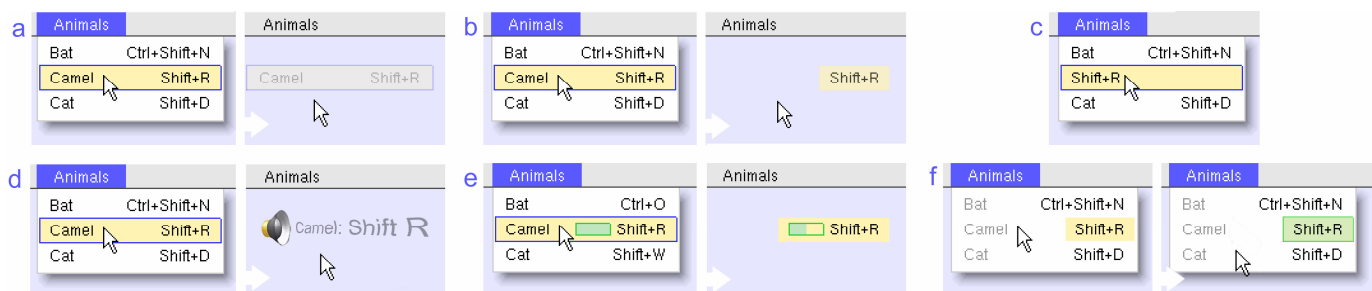 a
Animals
Bat Ctrl+Shift+N
Camel Shift+R
Cat Shift+D
Animals
Camel Shift+R
b
Animals
Bat Ctrl+Shift+N
Camel Shift+R
Cat Shift+D
Animals
Shift+R
c
Animals
Bat Ctrl+Shift+N
Shift+R
Cat Shift+D
d
Animals
Bat Ctrl+Shift+N
Camel Shift+R
Cat Shift+D
Animals
Camel: Shift R
e
Animals
Bat Ctrl+O
Camel Shift+R
Cat Shift+W
Animals
Shift+R
f
Animals
Bat Ctrl+Shift+N
Camel Shift+R
Cat Shift+D
Animals
Bat Ctrl+Shift+N
Camel Shift+R
Cat Shift+D